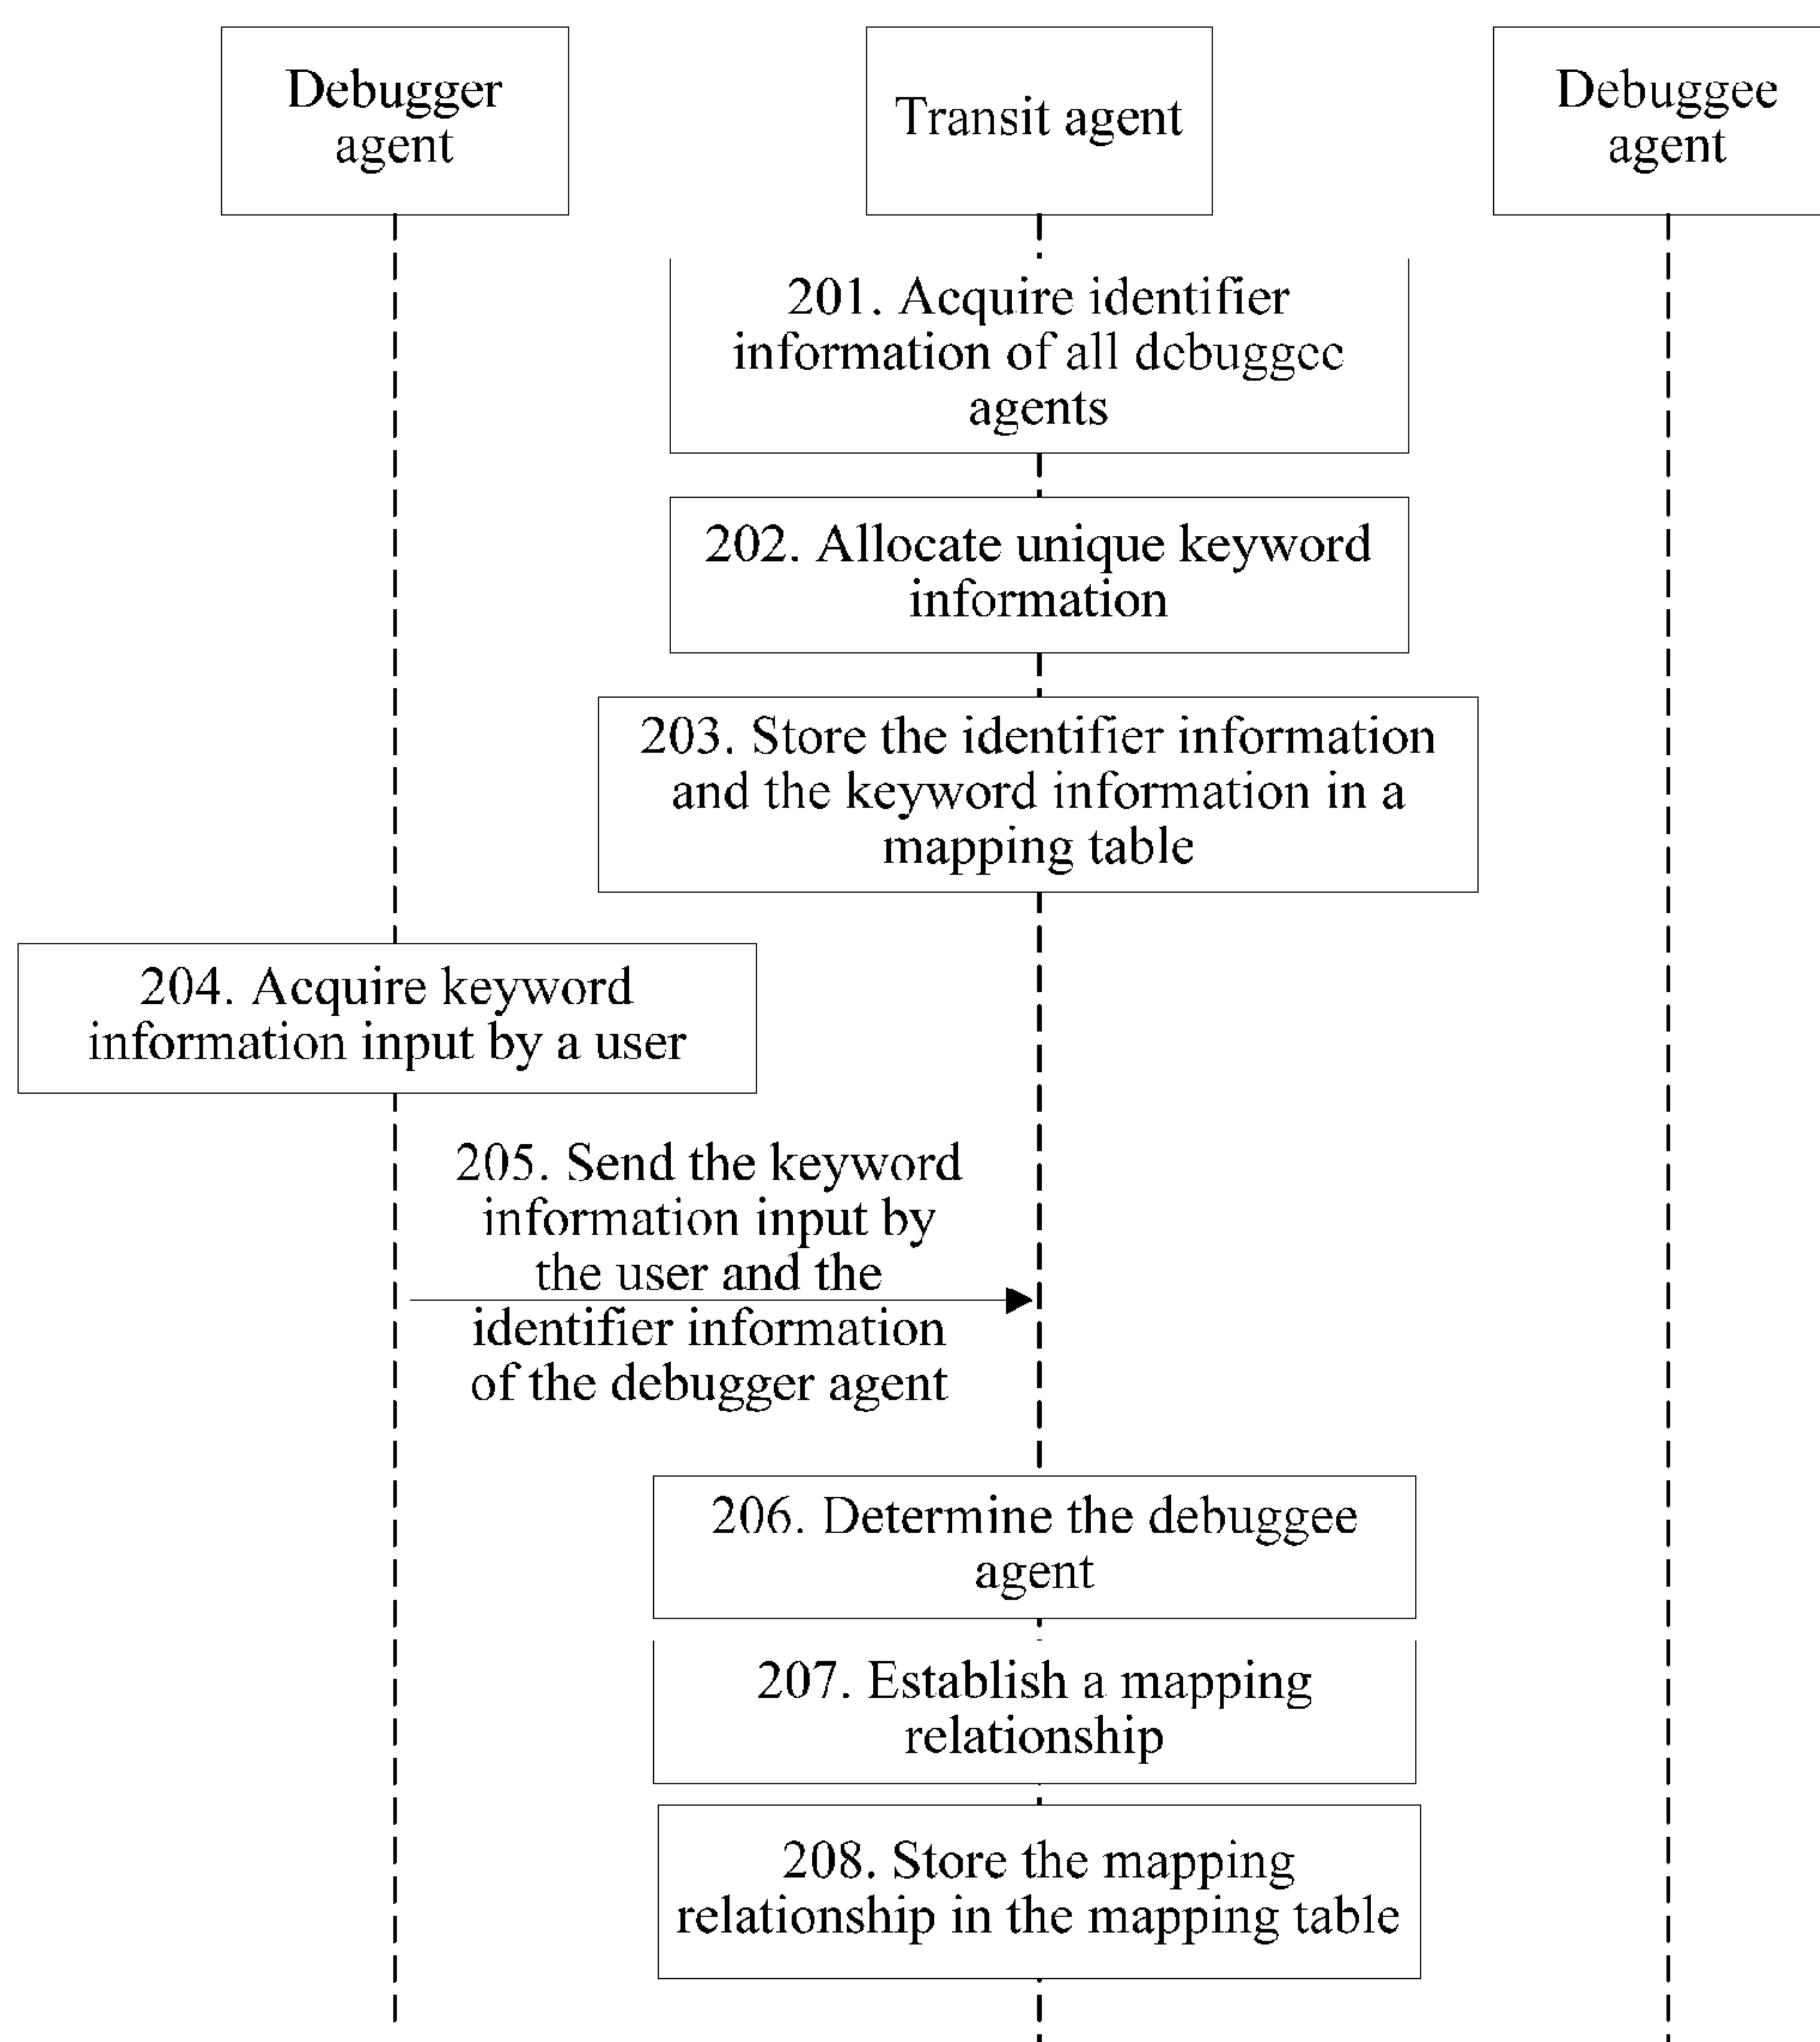 Debugger
agent
Transit agent
Debuggee
agent
201. Acquire identifier
information of all debuggee
agents
202. Allocate unique keyword
information
203. Store the identifier information
and the keyword information in a
mapping table
204. Acquire keyword
information input by a user
205. Send the keyword
information input by
the user and the
identifier information
of the debugger agent
206. Determine the debuggee
agent
207. Establish a mapping
relationship
208. Store the mapping
relationship in the mapping table